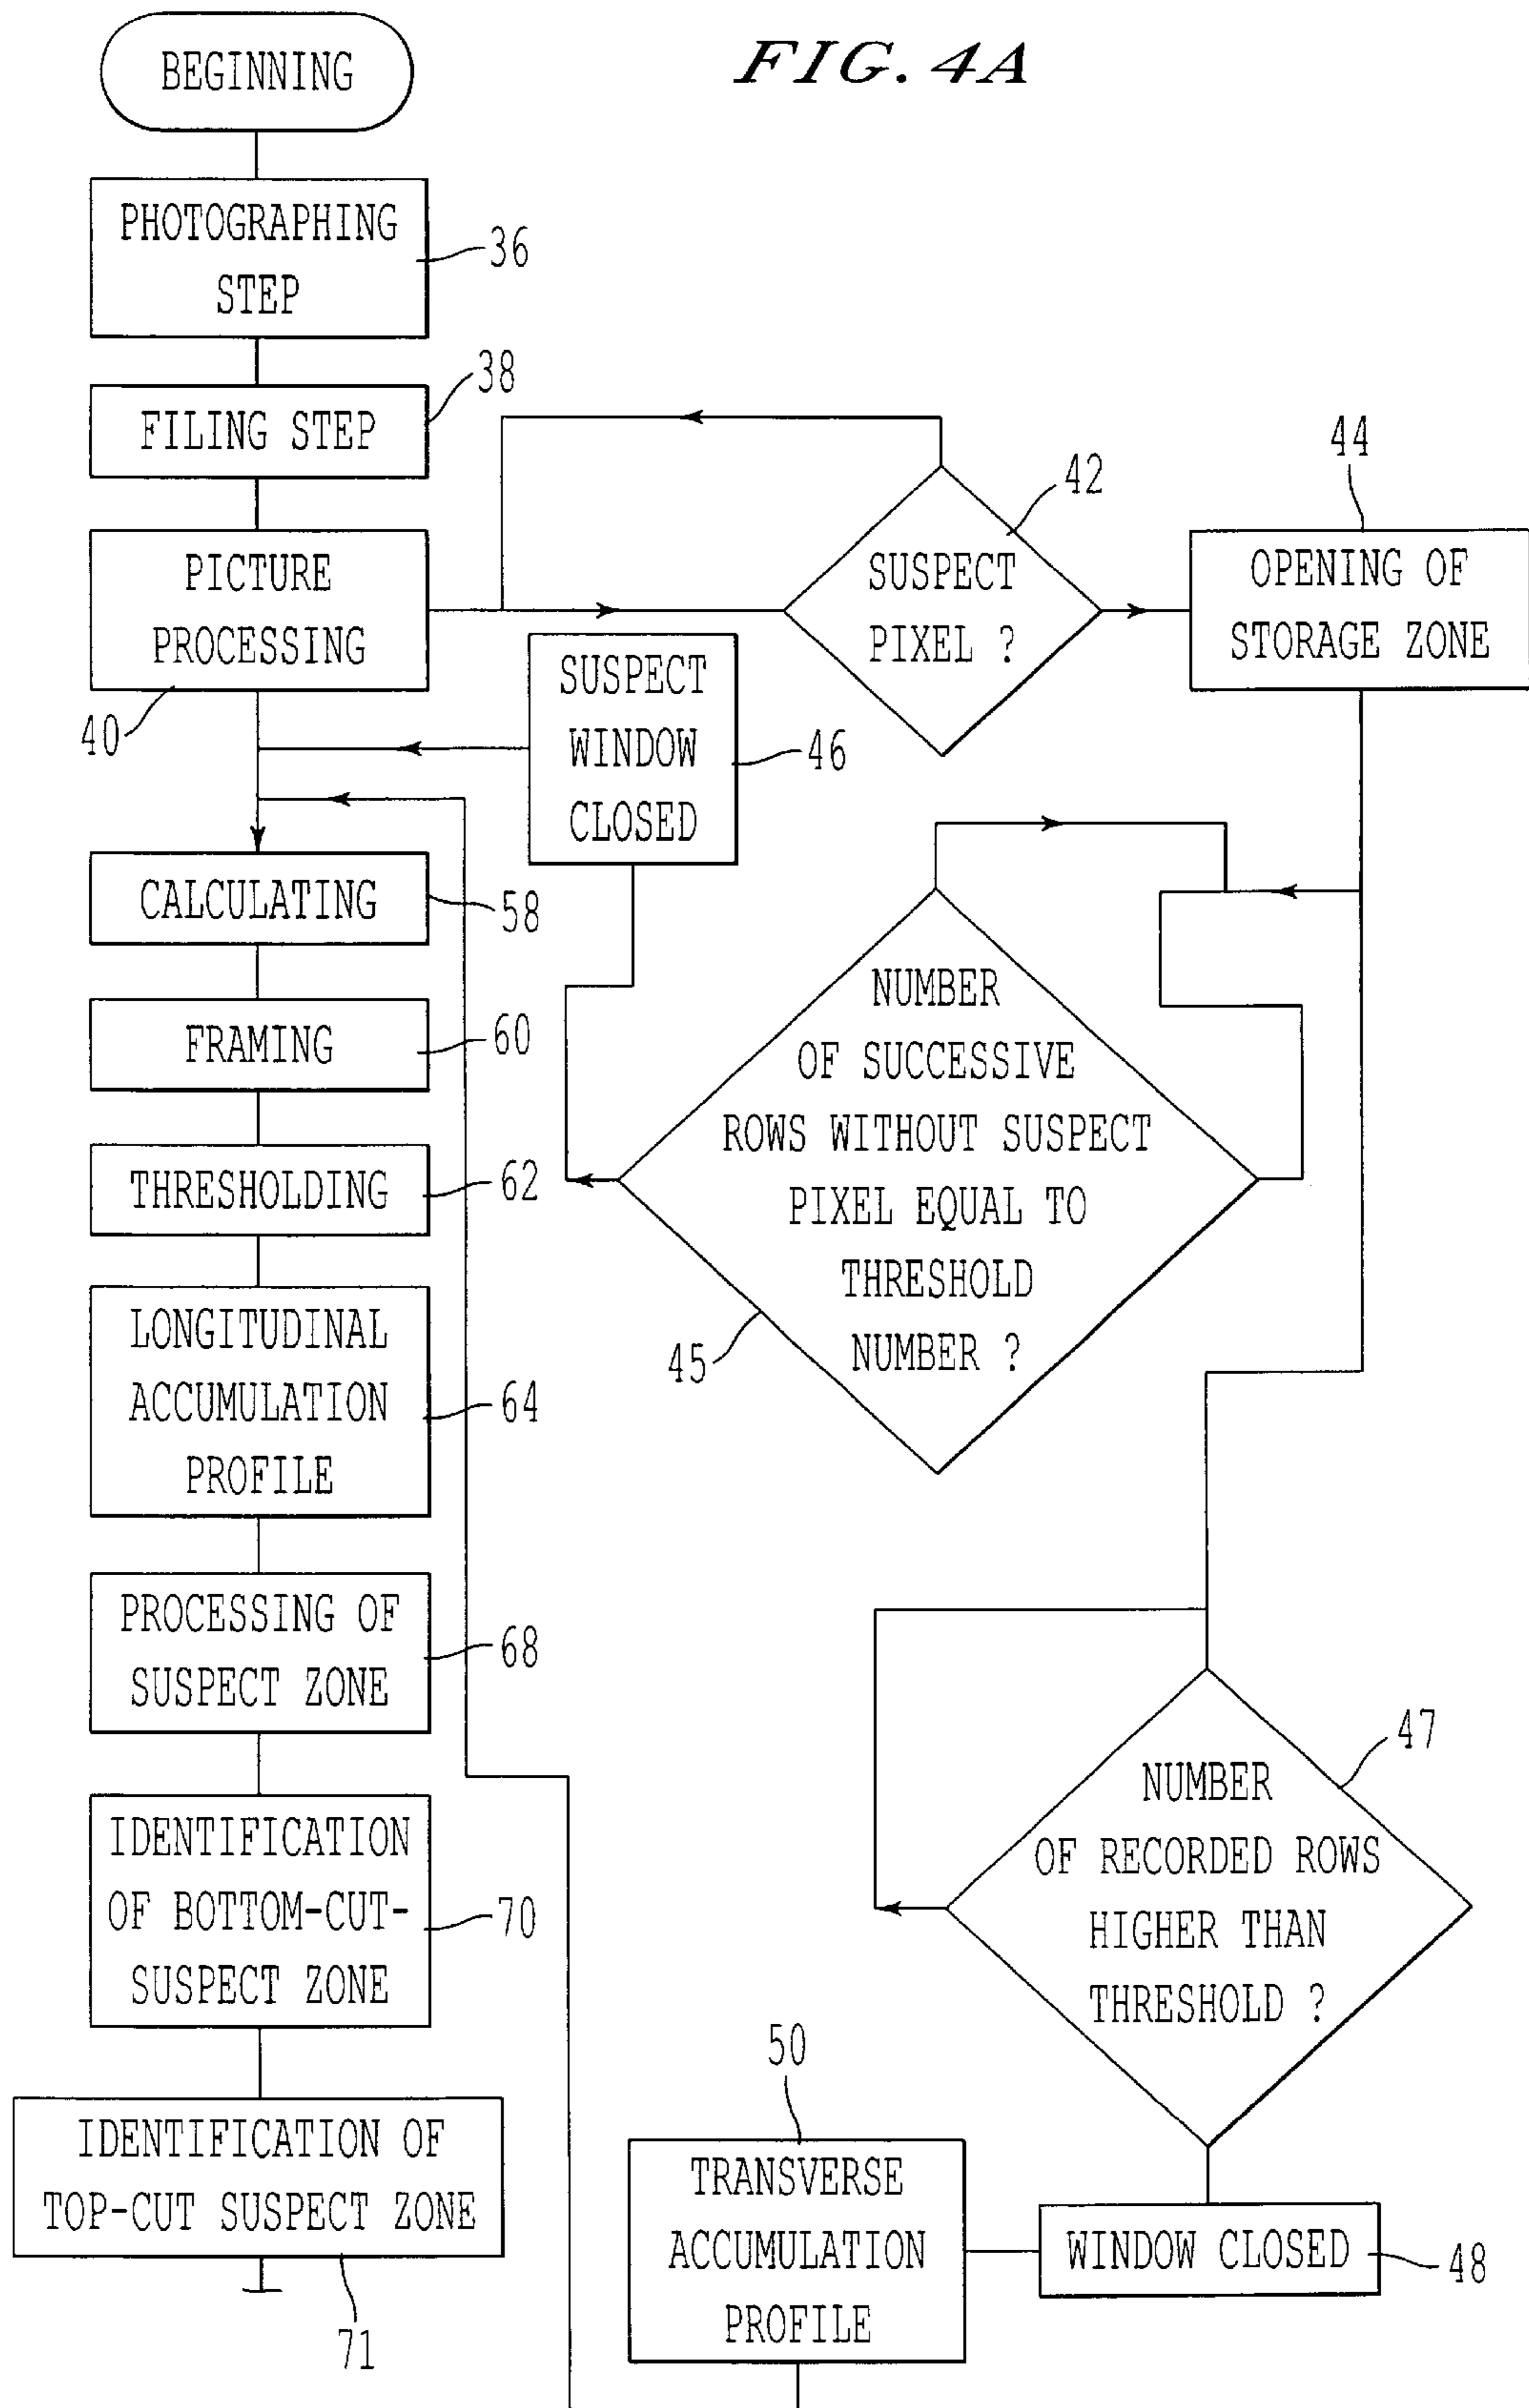 FIG. 4A
BEGINNING
PHOTOGRAPHING
STEP
36
FILING STEP
38
PICTURE
PROCESSING
40
SUSPECT
PIXEL ?
42
OPENING OF
STORAGE ZONE
44
SUSPECT
WINDOW
CLOSED
46
NUMBER
OF SUCCESSIVE
ROWS WITHOUT SUSPECT
PIXEL EQUAL TO
THRESHOLD
NUMBER ?
45
CALCULATING
58
FRAMING
60
THRESHOLDING
62
LONGITUDINAL
ACCUMULATION
PROFILE
64
PROCESSING OF
SUSPECT ZONE
68
IDENTIFICATION
OF BOTTOM-CUT-
SUSPECT ZONE
70
IDENTIFICATION OF
TOP-CUT SUSPECT ZONE
71
NUMBER
OF RECORDED ROWS
HIGHER THAN
THRESHOLD ?
47
WINDOW CLOSED
48
TRANSVERSE
ACCUMULATION
PROFILE
50